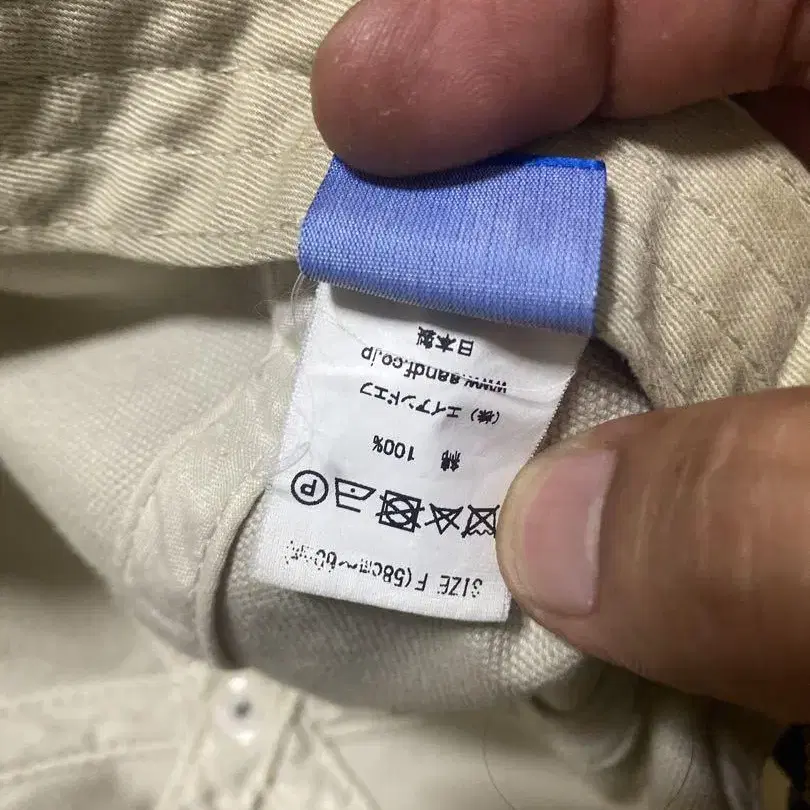 SIZE F (58cm~60cm)
P
綿 100%
(株) エイアンドエフ
www.aandf.co.jp
日本製